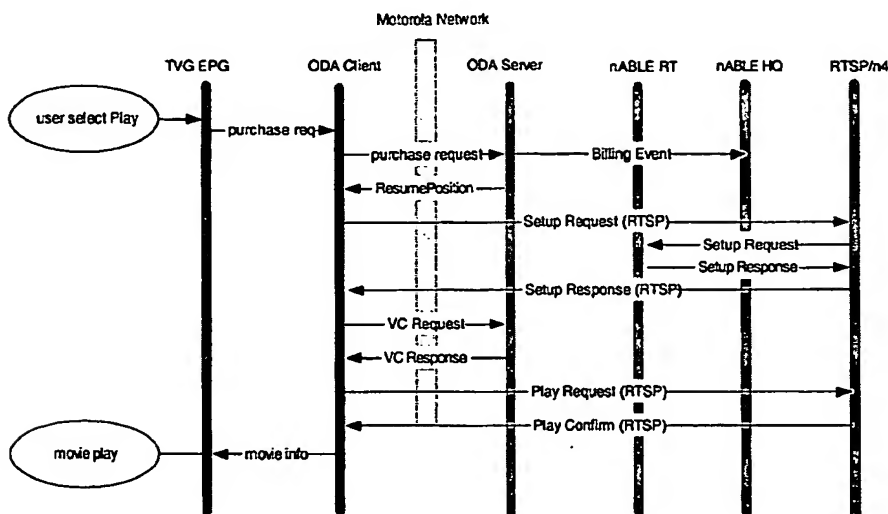 Motorola Network
TVG EPG
ODA Client
ODA Server
nABLE RT
nABLE HQ
RTSP/n4
user select Play
purchase req
purchase request
Billing Event
ResumePosition
Setup Request (RTSP)
Setup Request
Setup Response
Setup Response (RTSP)
VC Request
VC Response
Play Request (RTSP)
Play Confirm (RTSP)
movie play
movie info